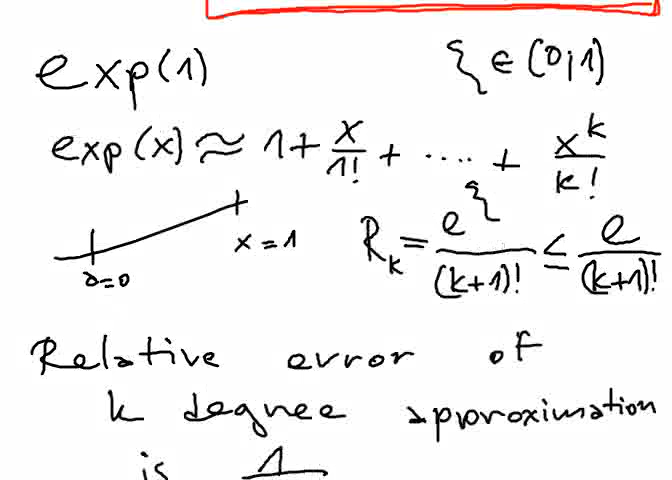 exp(1) ξ ∈ (0;1)
exp(x) ≈ 1 + x/1! + .... + x^k/k!
a=0 x=1 R_k = e^ξ/(k+1)! ≤ e/(k+1)!
Relative error of
k degree approximation
is 1